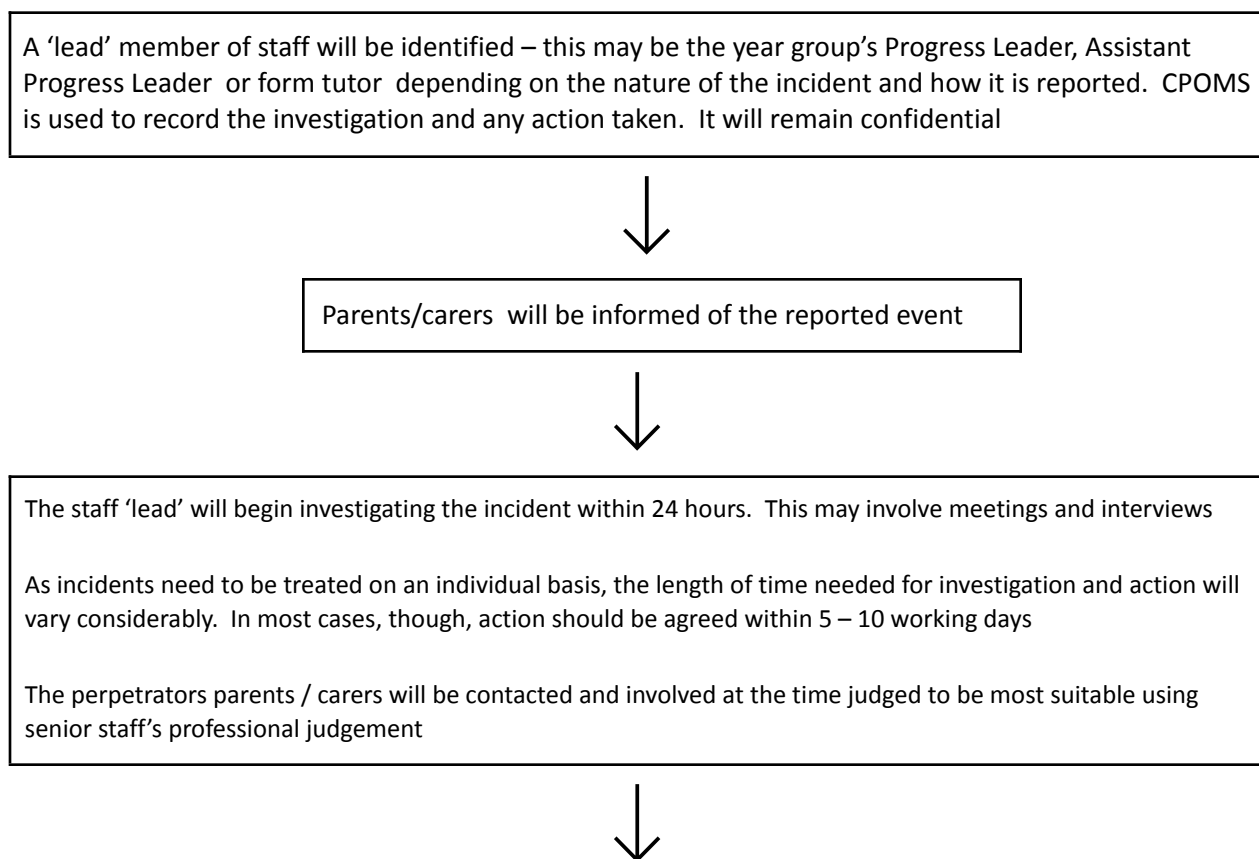 A ‘lead’ member of staff will be identified – this may be the year group’s Progress Leader, Assistant
Progress Leader  or form tutor  depending on the nature of the incident and how it is reported.  CPOMS
is used to record the investigation and any action taken.  It will remain confidential
Parents/carers  will be informed of the reported event
The staff ‘lead’ will begin investigating the incident within 24 hours.  This may involve meetings and interviews
As incidents need to be treated on an individual basis, the length of time needed for investigation and action will
vary considerably.  In most cases, though, action should be agreed within 5 – 10 working days
The perpetrators parents / carers will be contacted and involved at the time judged to be most suitable using
senior staff’s professional judgement